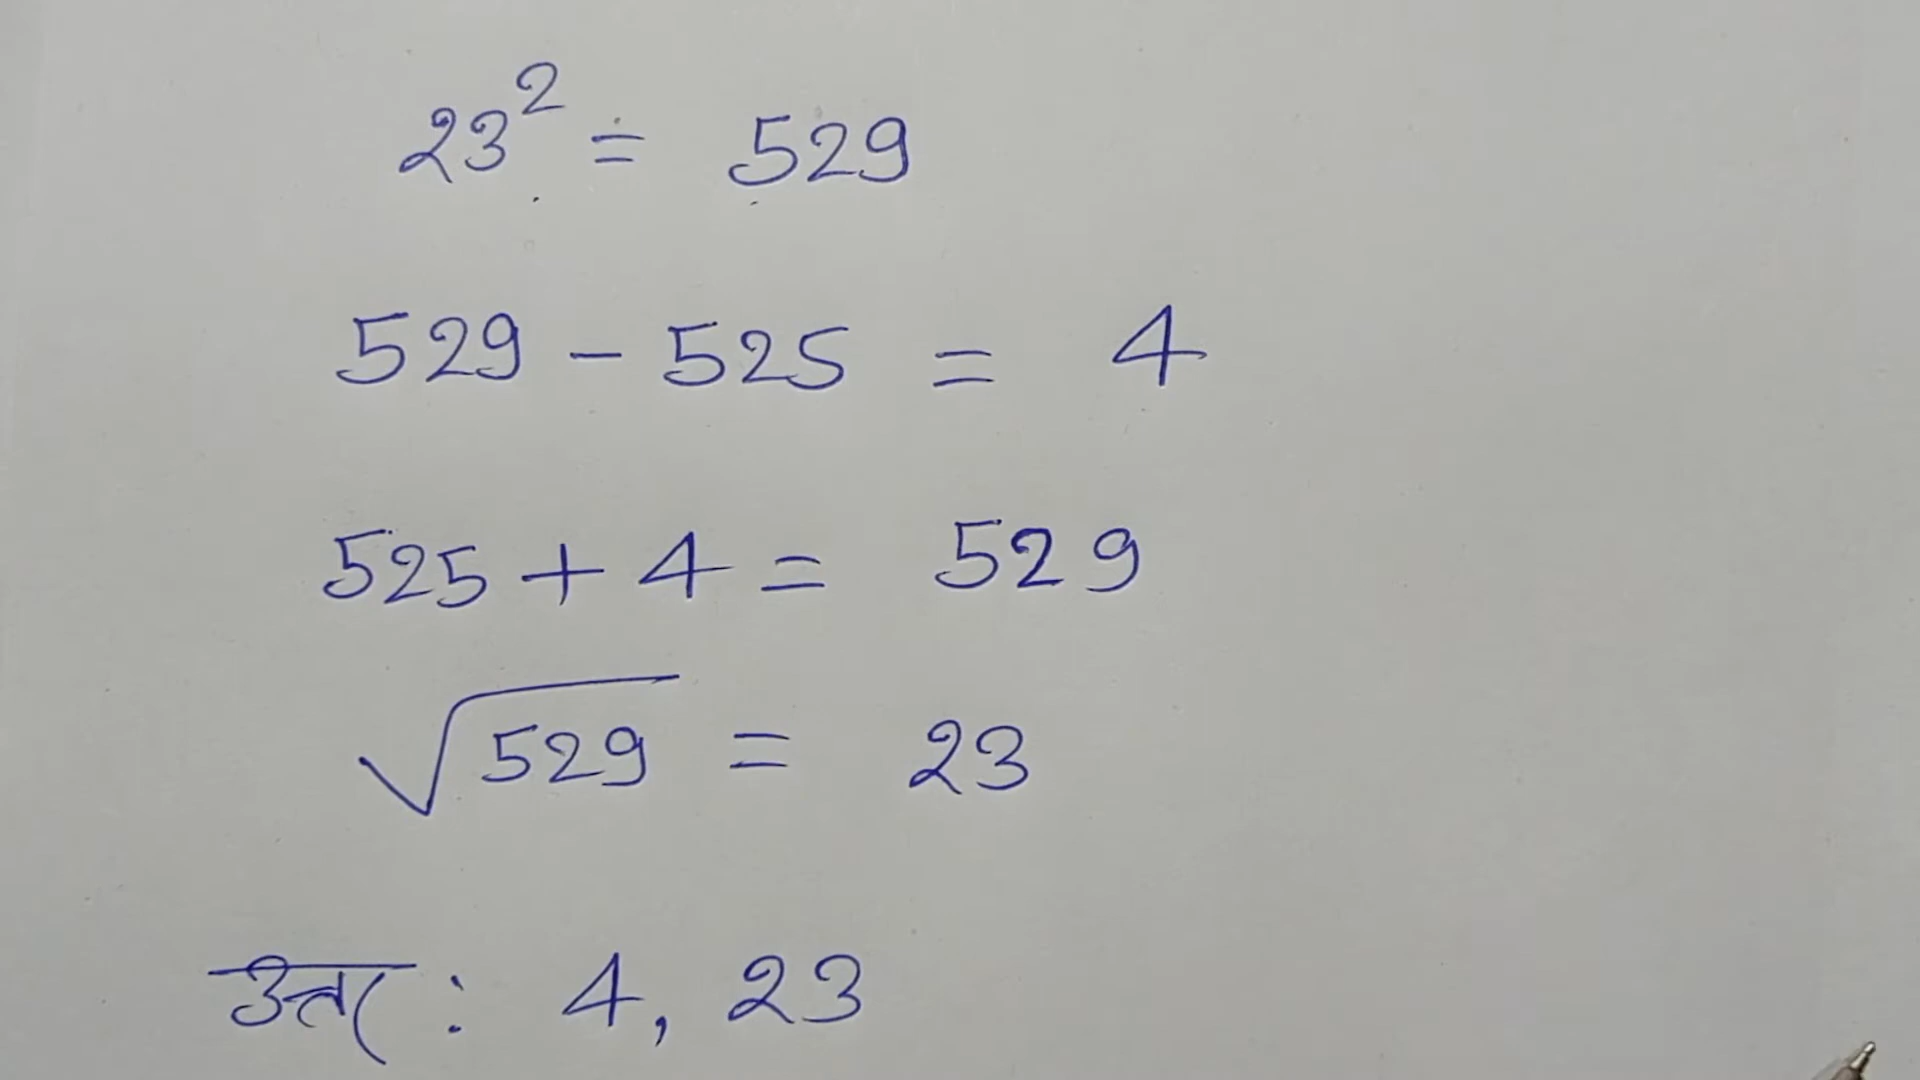 23² = 529
529 - 525 = 4
525 + 4 = 529
√529 = 23
उत्तर : 4, 23